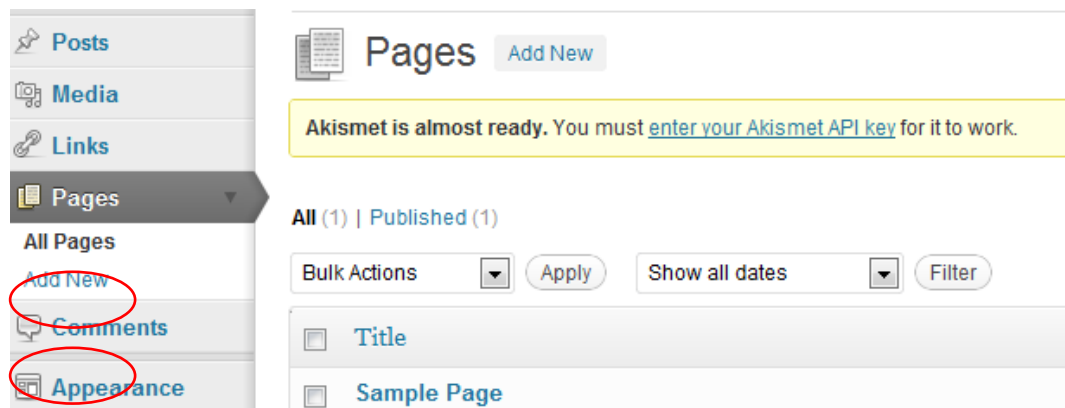 Posts
Media
Links
Pages
All Pages
Add New
Comments
Appearance
Pages Add New
Akismet is almost ready. You must enter your Akismet API key for it to work.
All (1) | Published (1)
Bulk Actions Apply Show all dates Filter
Title
Sample Page